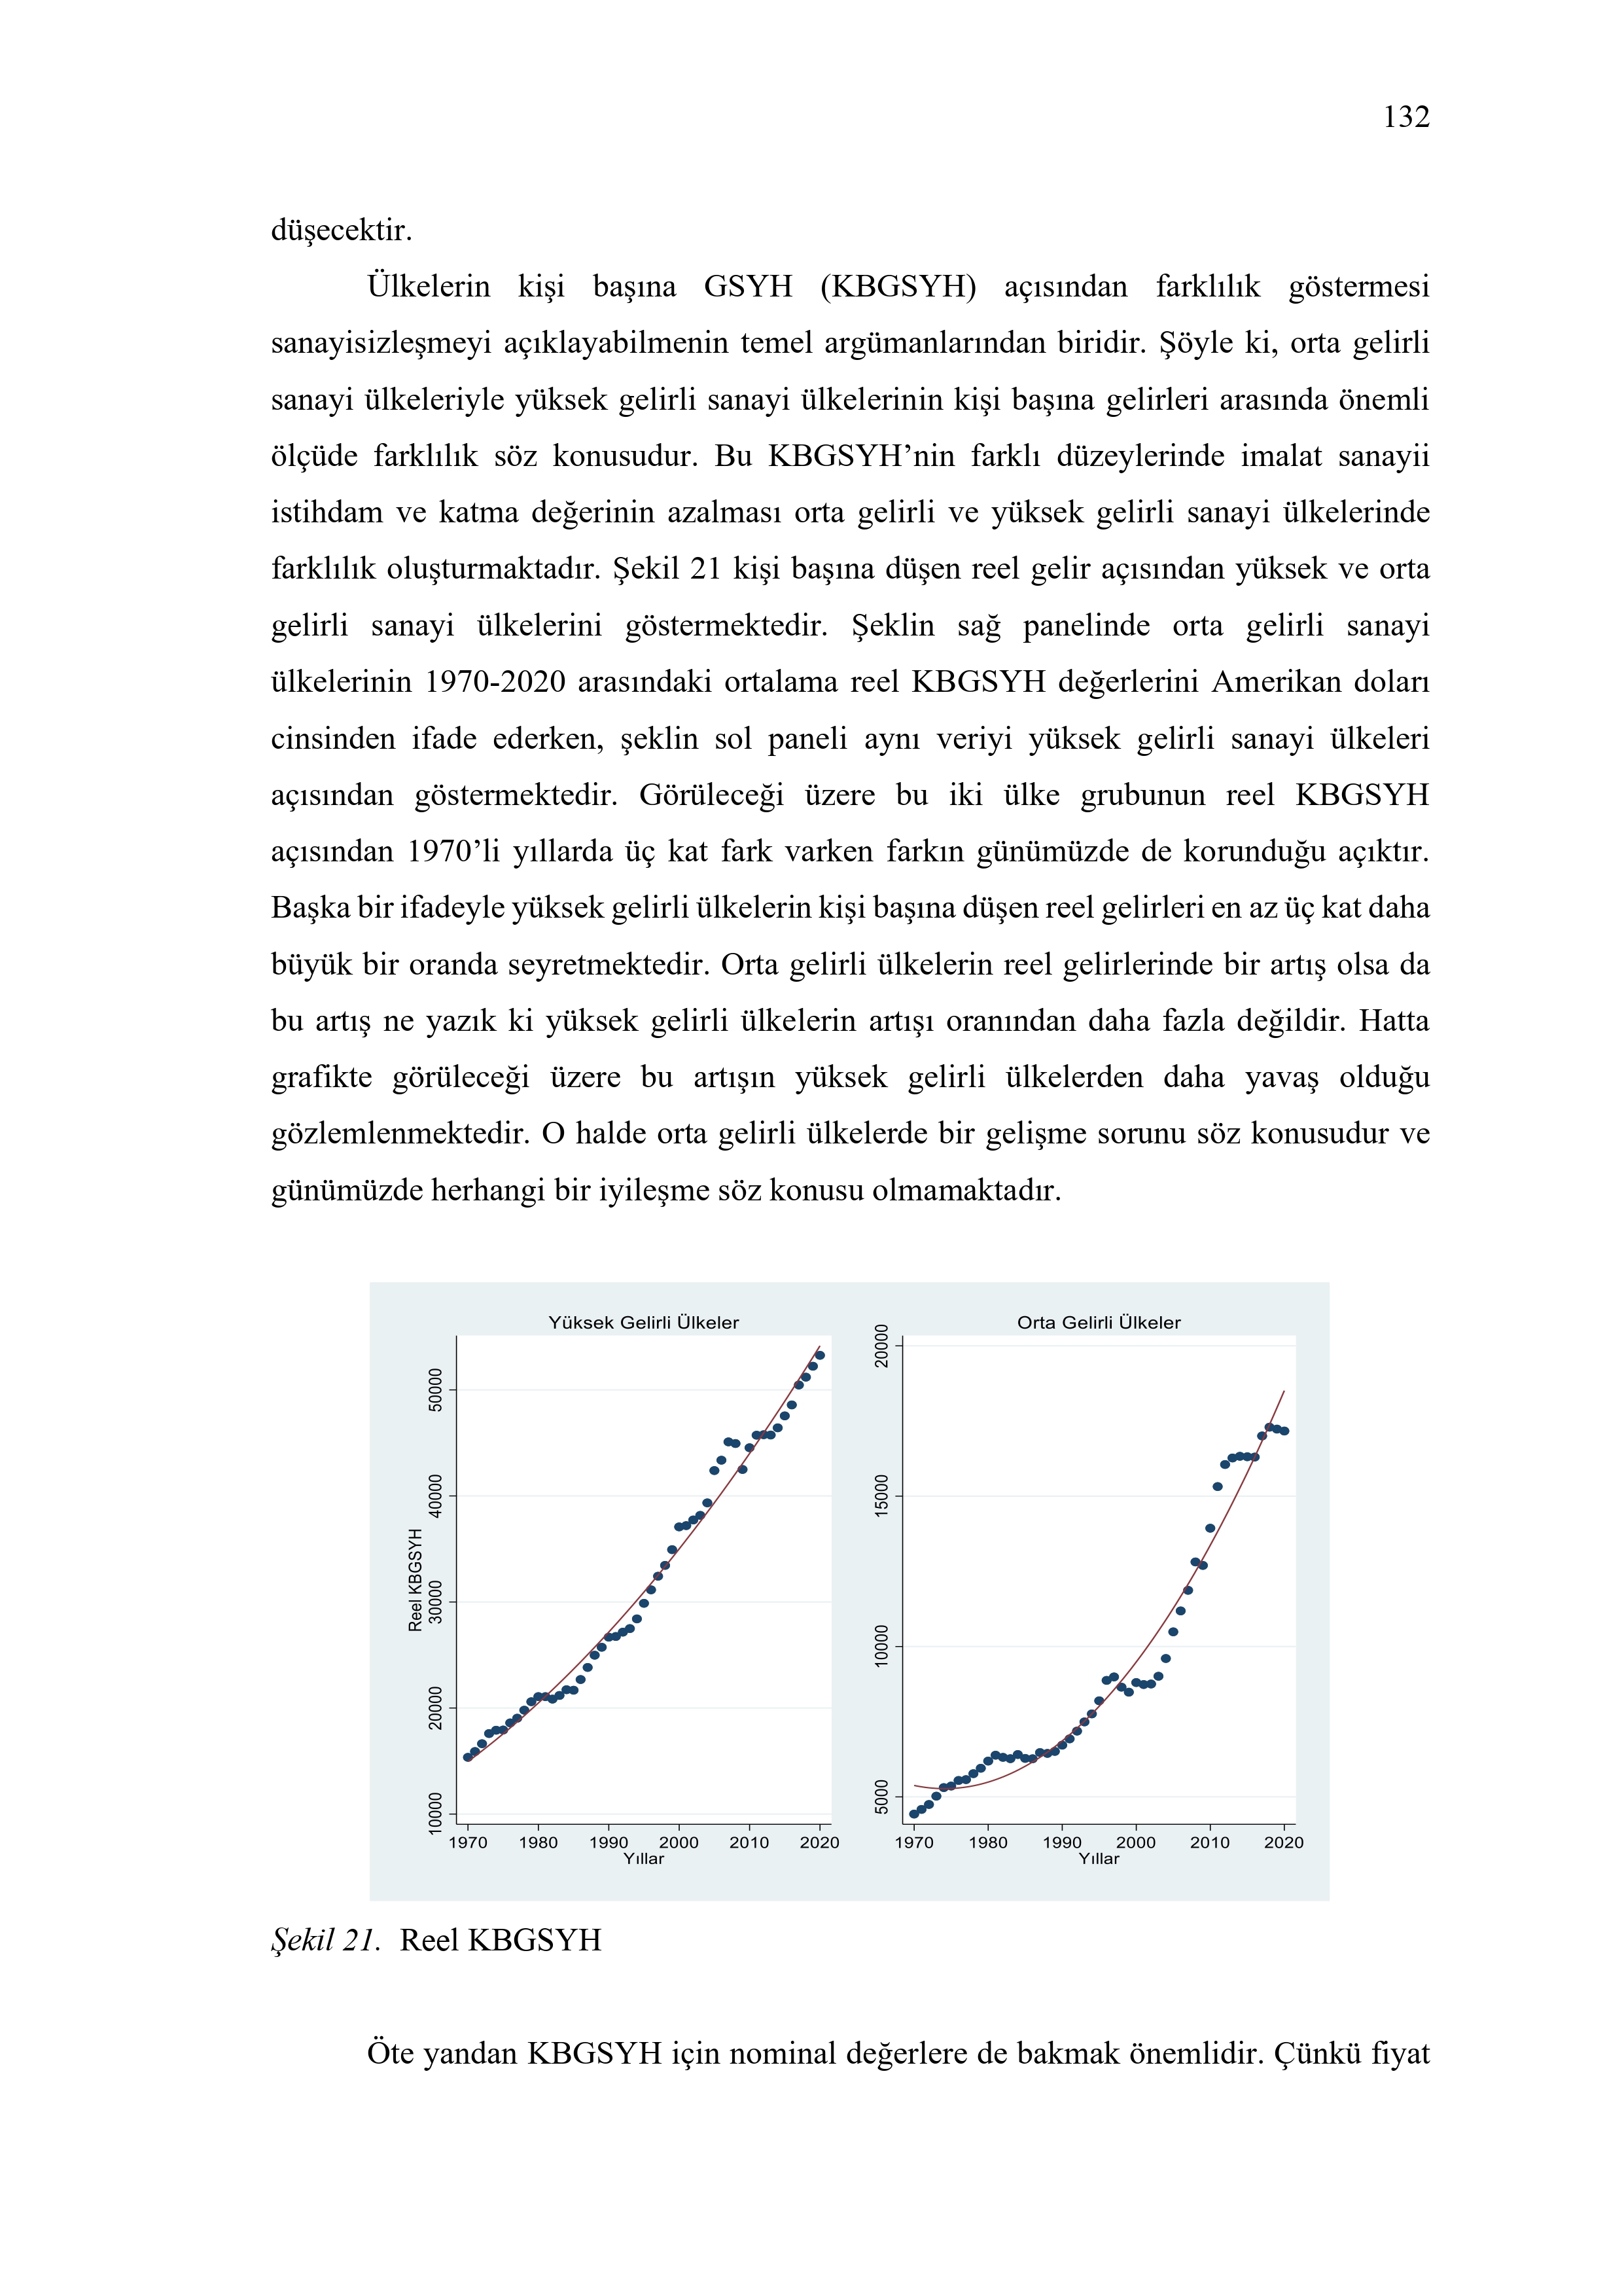 132
düşecektir.
Ülkelerin kişi başına GSYH (KBGSYH) açısından farklılık göstermesi
sanayisizleşmeyi açıklayabilmenin temel argümanlarından biridir. Şöyle ki, orta gelirli
sanayi ülkeleriyle yüksek gelirli sanayi ülkelerinin kişi başına gelirleri arasında önemli
ölçüde farklılık söz konusudur. Bu KBGSYH’nin farklı düzeylerinde imalat sanayii
istihdam ve katma değerinin azalması orta gelirli ve yüksek gelirli sanayi ülkelerinde
farklılık oluşturmaktadır. Şekil 21 kişi başına düşen reel gelir açısından yüksek ve orta
gelirli sanayi ülkelerini göstermektedir. Şeklin sağ panelinde orta gelirli sanayi
ülkelerinin 1970-2020 arasındaki ortalama reel KBGSYH değerlerini Amerikan doları
cinsinden ifade ederken, şeklin sol paneli aynı veriyi yüksek gelirli sanayi ülkeleri
açısından göstermektedir. Görüleceği üzere bu iki ülke grubunun reel KBGSYH
açısından 1970’li yıllarda üç kat fark varken farkın günümüzde de korunduğu açıktır.
Başka bir ifadeyle yüksek gelirli ülkelerin kişi başına düşen reel gelirleri en az üç kat daha
büyük bir oranda seyretmektedir. Orta gelirli ülkelerin reel gelirlerinde bir artış olsa da
bu artış ne yazık ki yüksek gelirli ülkelerin artışı oranından daha fazla değildir. Hatta
grafikte görüleceği üzere bu artışın yüksek gelirli ülkelerden daha yavaş olduğu
gözlemlenmektedir. O halde orta gelirli ülkelerde bir gelişme sorunu söz konusudur ve
günümüzde herhangi bir iyileşme söz konusu olmamaktadır.
Yüksek Gelirli Ülkeler
Reel KBGSYH
50000
40000
30000
20000
10000
1970 1980 1990 2000 2010 2020
Yıllar
Orta Gelirli Ülkeler
20000
15000
10000
5000
1970 1980 1990 2000 2010 2020
Yıllar
Şekil 21. Reel KBGSYH
Öte yandan KBGSYH için nominal değerlere de bakmak önemlidir. Çünkü fiyat